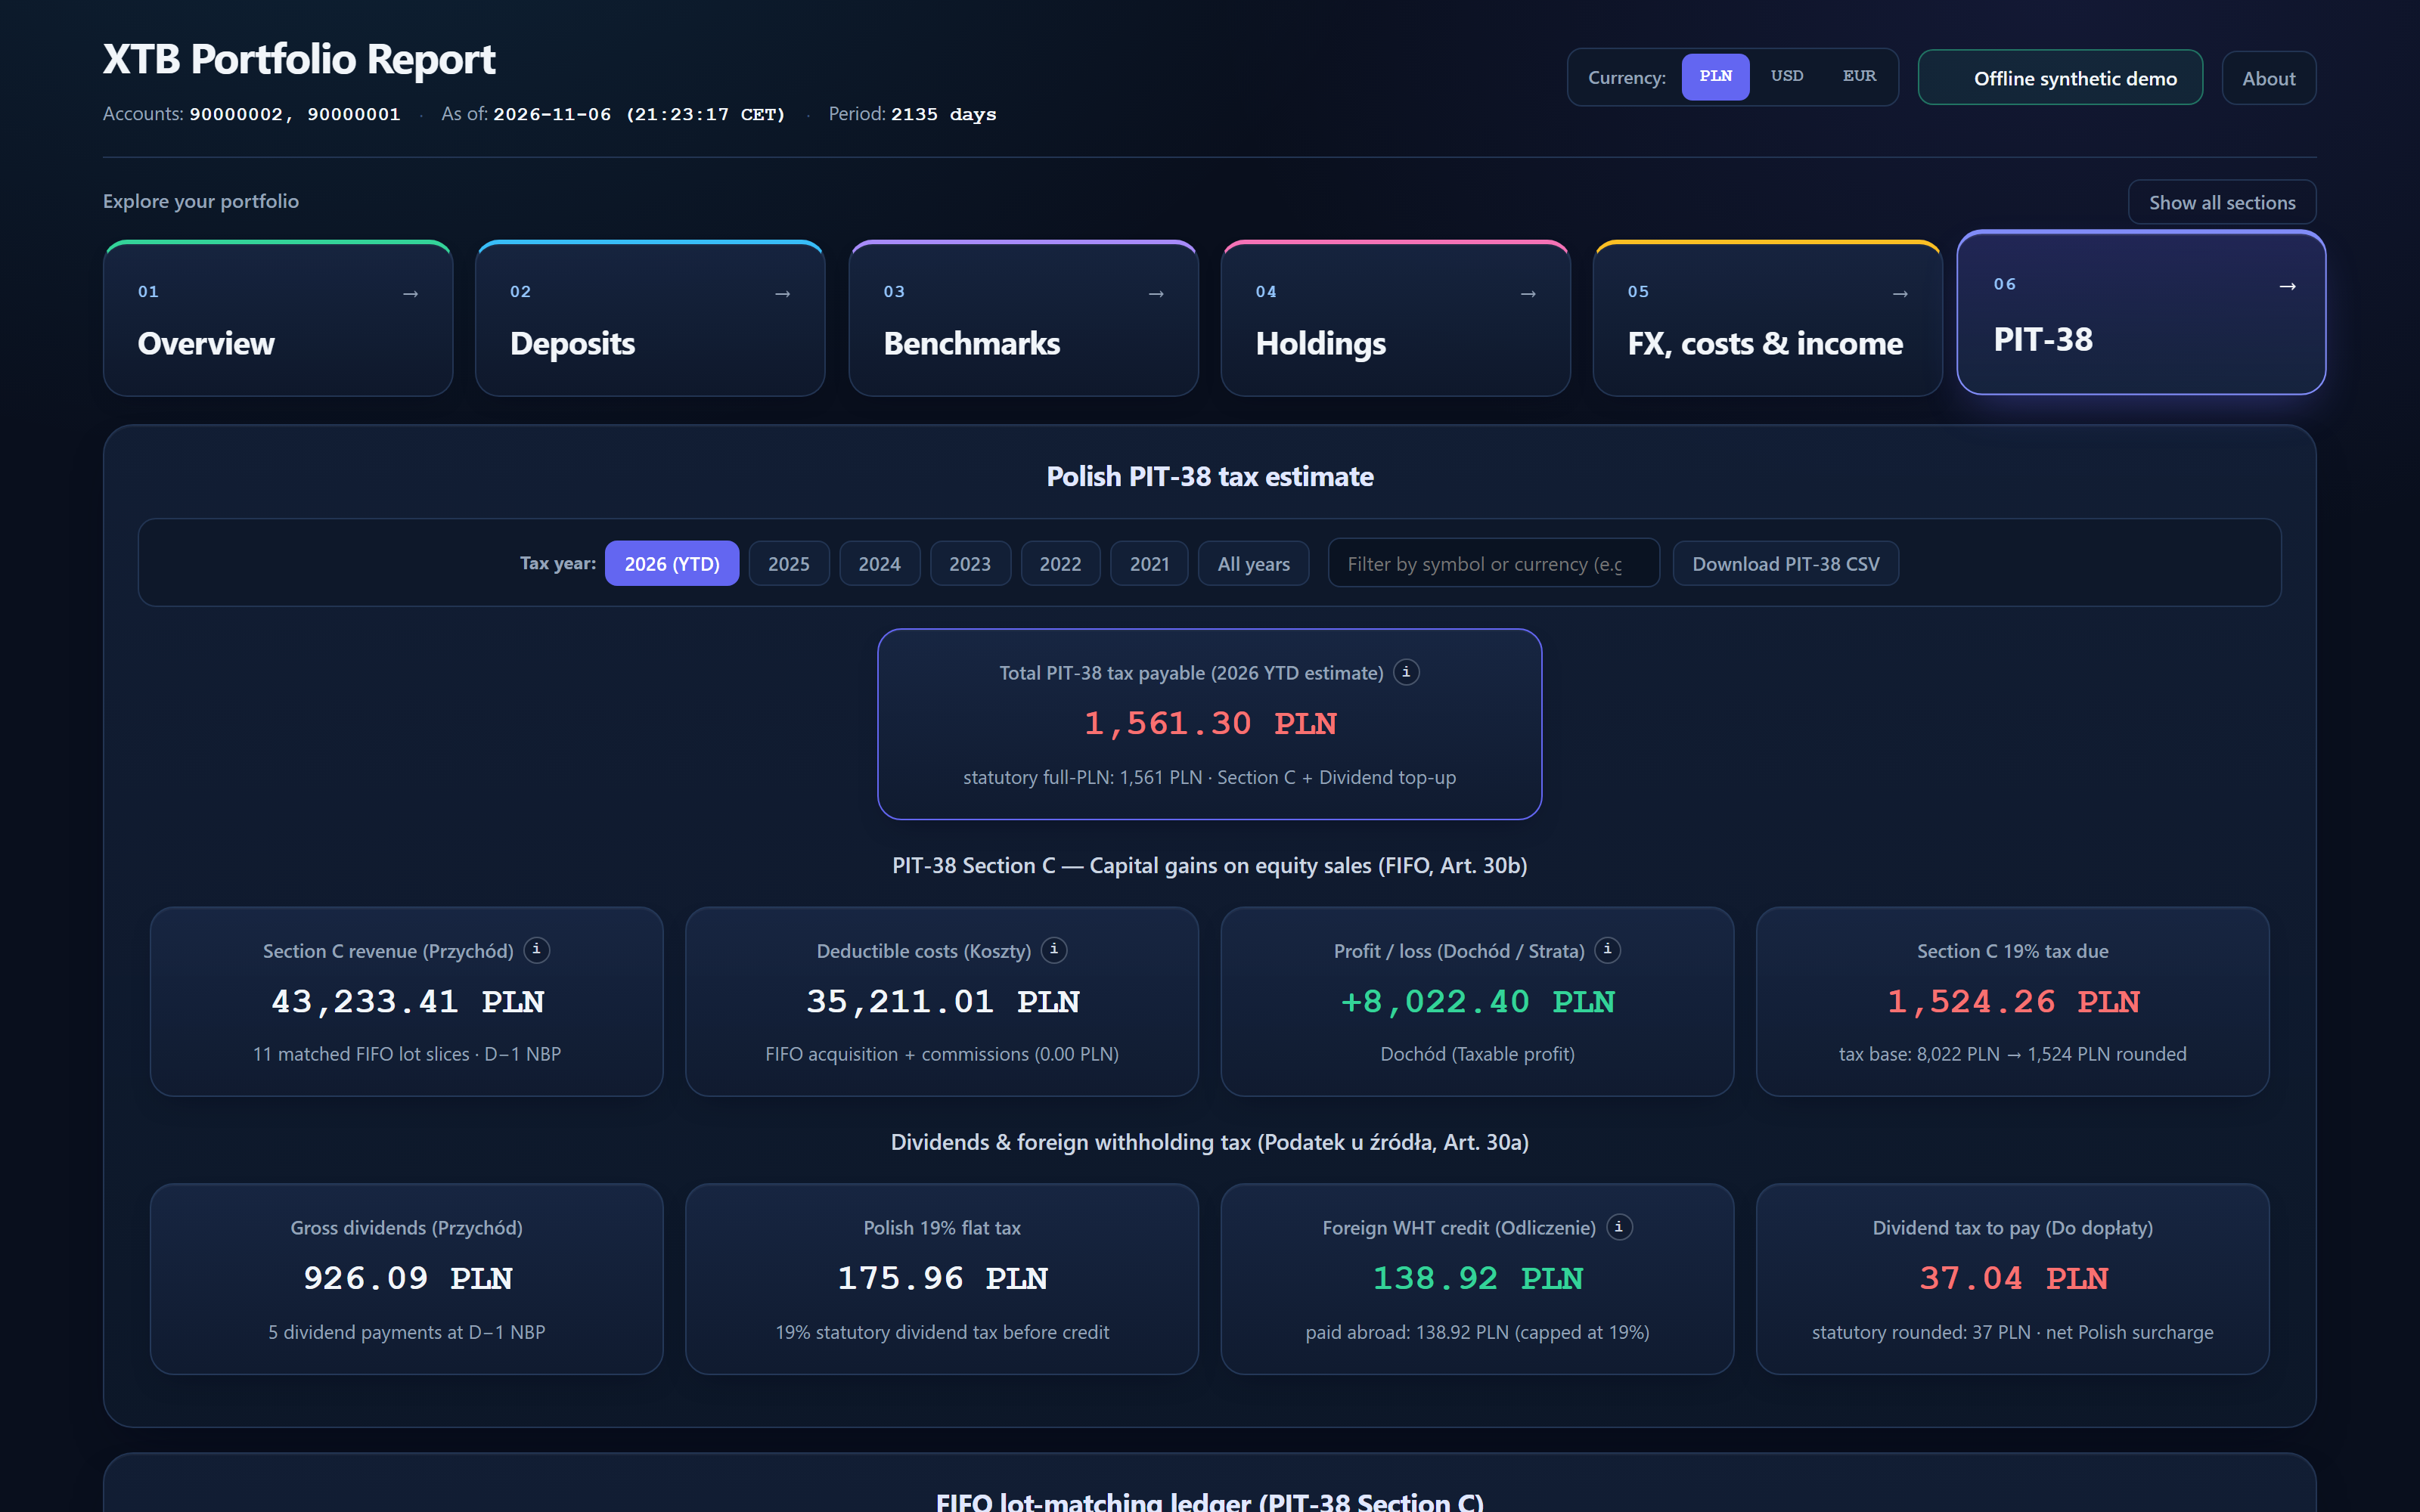 XTB Portfolio Report
Accounts: 90000002, 90000001 · As of: 2026-11-06 (21:23:17 CET) · Period: 2135 days
Currency: PLN USD EUR
Offline synthetic demo
About
Explore your portfolio
Show all sections
01 →
Overview
02 →
Deposits
03 →
Benchmarks
04 →
Holdings
05 →
FX, costs & income
06 →
PIT-38
Polish PIT-38 tax estimate
Tax year: 2026 (YTD) 2025 2024 2023 2022 2021 All years Filter by symbol or currency (e.g Download PIT-38 CSV
Total PIT-38 tax payable (2026 YTD estimate) i
1,561.30 PLN
statutory full-PLN: 1,561 PLN · Section C + Dividend top-up
PIT-38 Section C — Capital gains on equity sales (FIFO, Art. 30b)
Section C revenue (Przychód) i
43,233.41 PLN
11 matched FIFO lot slices · D−1 NBP
Deductible costs (Koszty) i
35,211.01 PLN
FIFO acquisition + commissions (0.00 PLN)
Profit / loss (Dochód / Strata) i
+8,022.40 PLN
Dochód (Taxable profit)
Section C 19% tax due
1,524.26 PLN
tax base: 8,022 PLN → 1,524 PLN rounded
Dividends & foreign withholding tax (Podatek u źródła, Art. 30a)
Gross dividends (Przychód)
926.09 PLN
5 dividend payments at D−1 NBP
Polish 19% flat tax
175.96 PLN
19% statutory dividend tax before credit
Foreign WHT credit (Odliczenie) i
138.92 PLN
paid abroad: 138.92 PLN (capped at 19%)
Dividend tax to pay (Do dopłaty)
37.04 PLN
statutory rounded: 37 PLN · net Polish surcharge
FIFO lot-matching ledger (PIT-38 Section C)